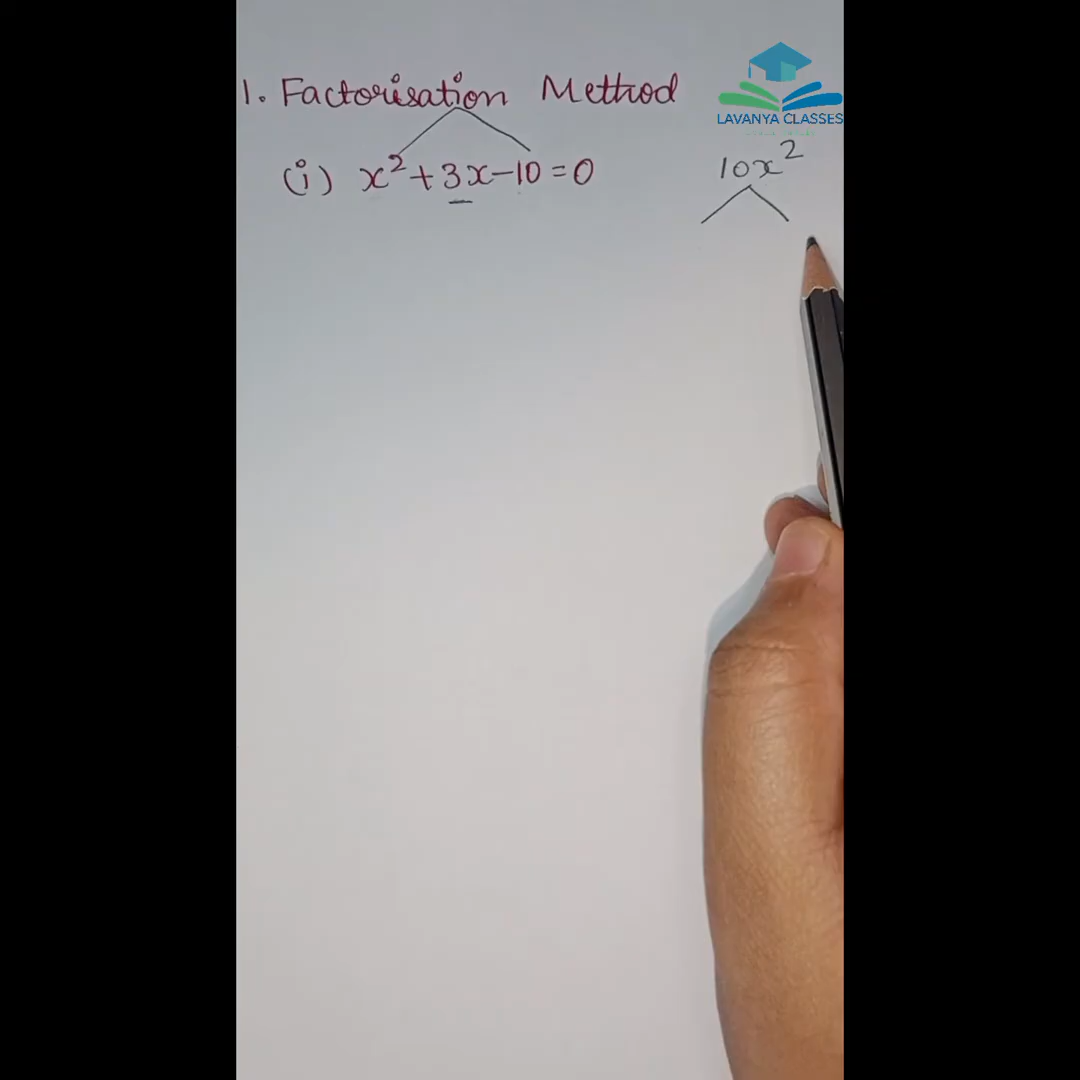 1. Factorisation Method
LAVANYA CLASSES
(i) x²+3x-10=0
10x²